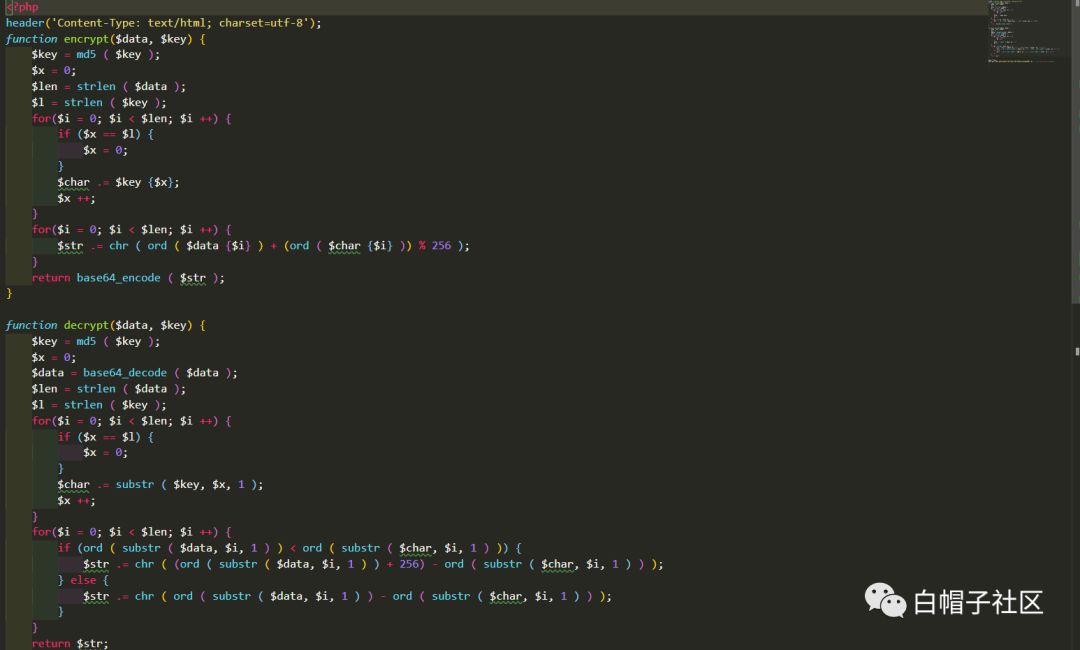 <?php
header('Content-Type: text/html; charset=utf-8');
function encrypt($data, $key) {
    $key = md5 ( $key );
    $x = 0;
    $len = strlen ( $data );
    $l = strlen ( $key );
    for($i = 0; $i < $len; $i ++) {
        if ($x == $l) {
            $x = 0;
        }
        $char .= $key {$x};
        $x ++;
    }
    for($i = 0; $i < $len; $i ++) {
        $str .= chr ( ord ( $data {$i} ) + (ord ( $char {$i} )) % 256 );
    }
    return base64_encode ( $str );
}

function decrypt($data, $key) {
    $key = md5 ( $key );
    $x = 0;
    $data = base64_decode ( $data );
    $len = strlen ( $data );
    $l = strlen ( $key );
    for($i = 0; $i < $len; $i ++) {
        if ($x == $l) {
            $x = 0;
        }
        $char .= substr ( $key, $x, 1 );
        $x ++;
    }
    for($i = 0; $i < $len; $i ++) {
        if (ord ( substr ( $data, $i, 1 ) ) < ord ( substr ( $char, $i, 1 ) )) {
            $str .= chr ( (ord ( substr ( $data, $i, 1 ) ) + 256) - ord ( substr ( $char, $i, 1 ) ) );
        } else {
            $str .= chr ( ord ( substr ( $data, $i, 1 ) ) - ord ( substr ( $char, $i, 1 ) ) );
        }
    }
    return $str;
白帽子社区